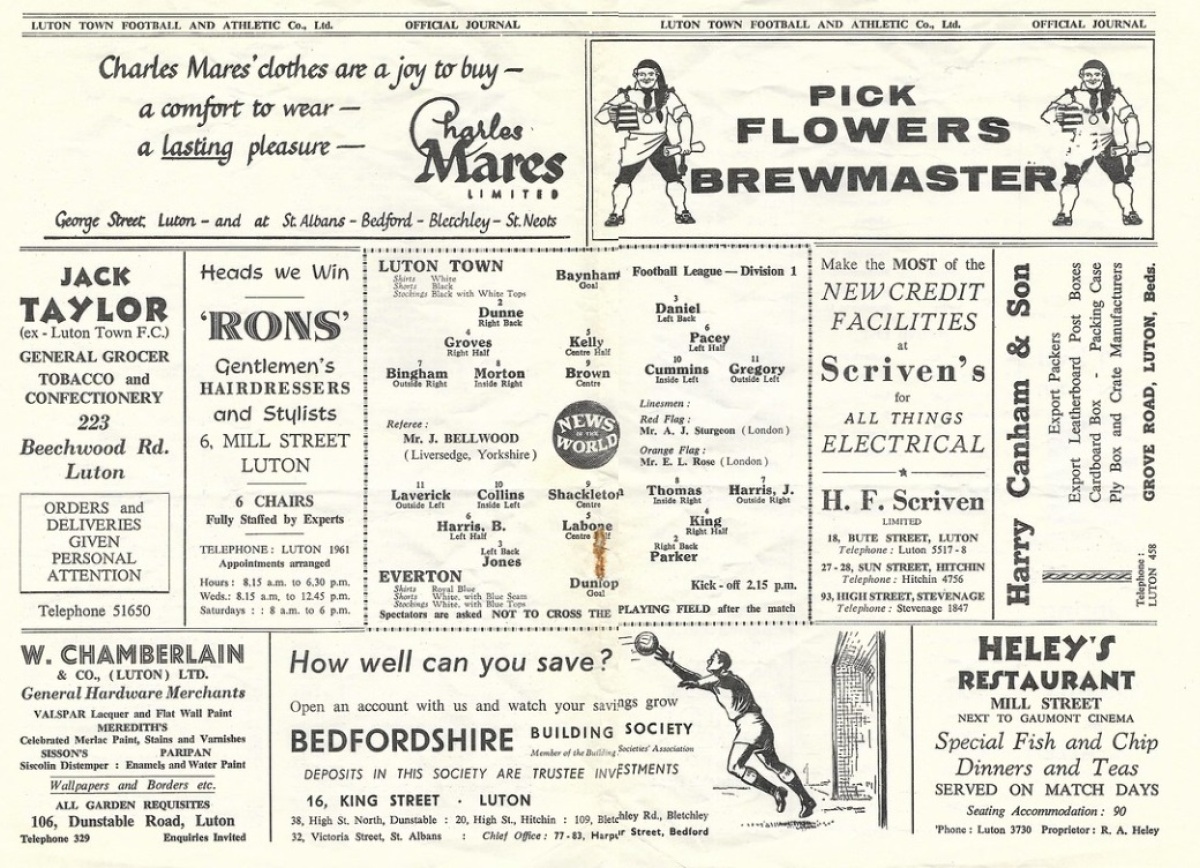 LUTON TOWN FOOTBALL AND ATHLETIC Co., Ltd. OFFICIAL JOURNAL
LUTON TOWN FOOTBALL AND ATHLETIC Co., Ltd. OFFICIAL JOURNAL
Charles Mares' clothes are a joy to buy —
a comfort to wear —
a lasting pleasure —
Charles
Mares
LIMITED
George Street, Luton - and at St. Albans - Bedford - Bletchley - St. Neots
PICK
FLOWERS
BREWMASTER
JACK
TAYLOR
(ex - Luton Town F.C.)
GENERAL GROCER
TOBACCO and
CONFECTIONERY
223
Beechwood Rd.
Luton
ORDERS and
DELIVERIES
GIVEN
PERSONAL
ATTENTION
Telephone 51650
Heads we Win
'RONS'
Gentlemen's
HAIRDRESSERS
and Stylists
6, MILL STREET
LUTON
6 CHAIRS
Fully Staffed by Experts
TELEPHONE : LUTON 1961
Appointments arranged
Hours : 8.15 a.m. to 6.30 p.m.
Weds.: 8.15 a.m. to 12.45 p.m.
Saturdays : : 8 a.m. to 6 p.m.
LUTON TOWN
Shirts White
Shorts Black
Stockings Black with White Tops
Baynham
Goal
Football League — Division 1
2
Dunne
Right Back
3
Daniel
Left Back
4
Groves
Right Half
5
Kelly
Centre Half
6
Pacey
Left Half
7
Bingham
Outside Right
8
Morton
Inside Right
9
Brown
Centre
10
Cummins
Inside Left
11
Gregory
Outside Left
Referee :
Mr. J. BELLWOOD
(Liversedge, Yorkshire)
NEWS
OF THE
WORLD
Linesmen :
Red Flag :
Mr. A. J. Sturgeon (London)
Orange Flag :
Mr. E. L. Rose (London)
11
Laverick
Outside Left
10
Collins
Inside Left
9
Shackleton
8
Thomas
Inside Right
7
Harris, J.
Outside Right
6
Harris, B.
Left Half
5
Labone
Centre Half
4
King
Right Half
3
Left Back
Jones
2
Right Back
Parker
EVERTON
Shirts Royal Blue
Shorts White, with Blue Seam
Stockings White, with Blue Tops
Dunlop
Goal
Kick - off 2.15 p.m.
Spectators are asked NOT TO CROSS THE PLAYING FIELD after the match
Make the MOST of the
NEW CREDIT
FACILITIES
at
Scriven's
for
ALL THINGS
ELECTRICAL
H. F. Scriven
LIMITED
18, BUTE STREET, LUTON
Telephone : Luton 5517 - 8
27 - 28, SUN STREET, HITCHIN
Telephone : Hitchin 4756
93, HIGH STREET, STEVENAGE
Telephone : Stevenage 1847
Harry Canham & Son
Export Packers
Export Leatherboard Post Boxes
Cardboard Box - Packing Case
Ply Box and Crate Manufacturers
GROVE ROAD, LUTON, Beds.
Telephone :
LUTON 458
W. CHAMBERLAIN
& CO., (LUTON) LTD.
General Hardware Merchants
VALSPAR Lacquer and Flat Wall Paint
MEREDITH'S
Celebrated Merlac Paint, Stains and Varnishes
SISSON'S PARIPAN
Siscolin Distemper : Enamels and Water Paint
Wallpapers and Borders etc.
ALL GARDEN REQUISITES
106, Dunstable Road, Luton
Telephone 329 Enquiries Invited
How well can you save?
Open an account with us and watch your savings grow
BEDFORDSHIRE BUILDING SOCIETY
Member of the Building Societies' Association
DEPOSITS IN THIS SOCIETY ARE TRUSTEE INVESTMENTS
16, KING STREET · LUTON
38, High St. North, Dunstable : 20, High St., Hitchin : 109, Bletchley Rd., Bletchley
32, Victoria Street, St. Albans : Chief Office : 77 - 83, Harpur Street, Bedford
HELEY'S
RESTAURANT
MILL STREET
NEXT TO GAUMONT CINEMA
Special Fish and Chip
Dinners and Teas
SERVED ON MATCH DAYS
Seating Accommodation : 90
'Phone : Luton 3730 Proprietor : R. A. Heley